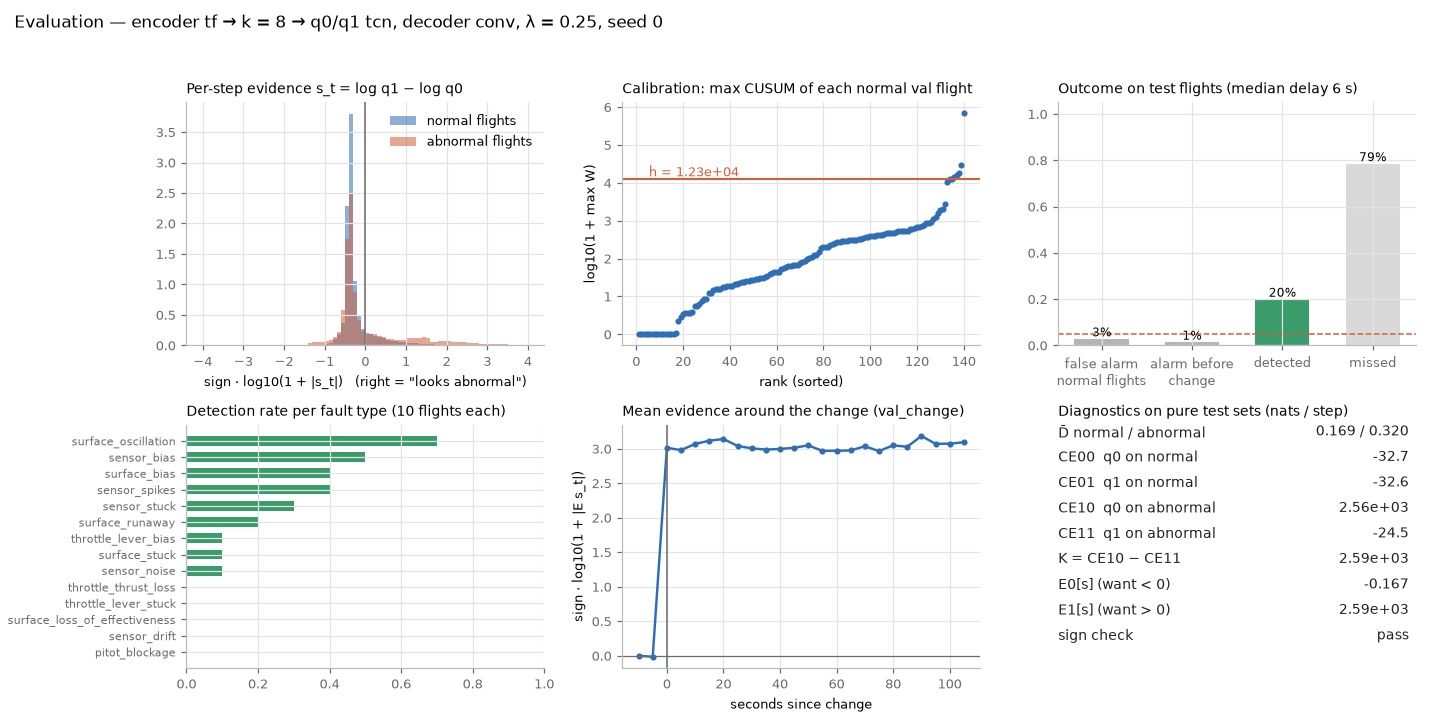 Evaluation — encoder tf → k = 8 → q0/q1 tcn, decoder conv, λ = 0.25, seed 0
Per-step evidence s_t = log q1 − log q0
normal flights
abnormal flights
3.5
3.0
2.5
2.0
1.5
1.0
0.5
0.0
−4
−3
−2
−1
0
1
2
3
4
sign · log10(1 + |s_t|)   (right = "looks abnormal")
Calibration: max CUSUM of each normal val flight
log10(1 + max W)
h = 1.23e+04
6
5
4
3
2
1
0
0
20
40
60
80
100
120
140
rank (sorted)
Outcome on test flights (median delay 6 s)
1.0
0.8
0.6
0.4
0.2
0.0
3%
1%
20%
79%
false alarm
normal flights
alarm before
change
detected
missed
Detection rate per fault type (10 flights each)
surface_oscillation
sensor_bias
surface_bias
sensor_spikes
sensor_stuck
surface_runaway
throttle_lever_bias
surface_stuck
sensor_noise
throttle_thrust_loss
throttle_lever_stuck
surface_loss_of_effectiveness
sensor_drift
pitot_blockage
0.0
0.2
0.4
0.6
0.8
1.0
Mean evidence around the change (val_change)
sign · log10(1 + |E s_t|)
3.0
2.5
2.0
1.5
1.0
0.5
0.0
0
20
40
60
80
100
seconds since change
Diagnostics on pure test sets (nats / step)
D̄ normal / abnormal 0.169 / 0.320
CE00  q0 on normal -32.7
CE01  q1 on normal -32.6
CE10  q0 on abnormal 2.56e+03
CE11  q1 on abnormal -24.5
K = CE10 − CE11 2.59e+03
E0[s] (want < 0) -0.167
E1[s] (want > 0) 2.59e+03
sign check pass